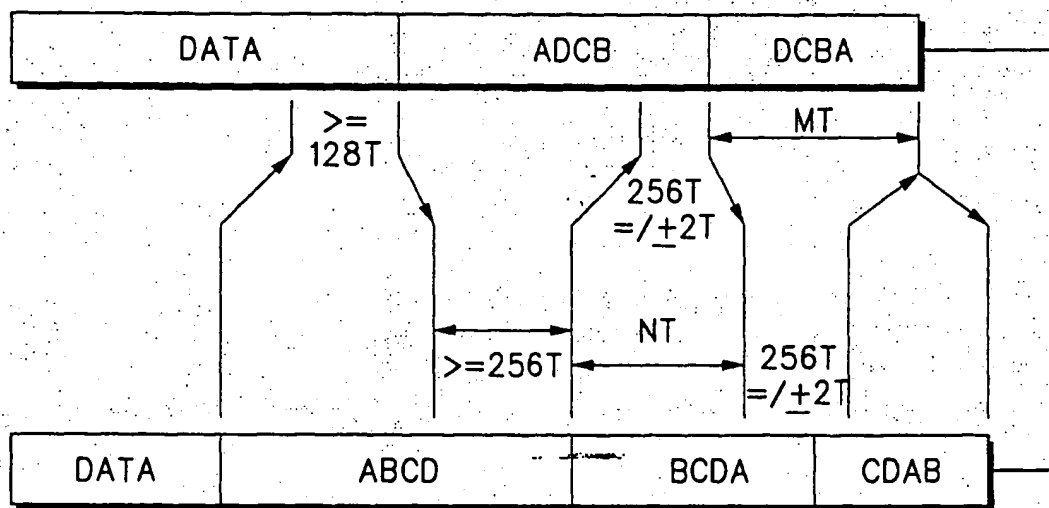 DATA ADCB DCBA
>=
128T
MT
256T
=/±2T
NT
>=256T
256T
=/±2T
DATA ABCD BCDA CDAB